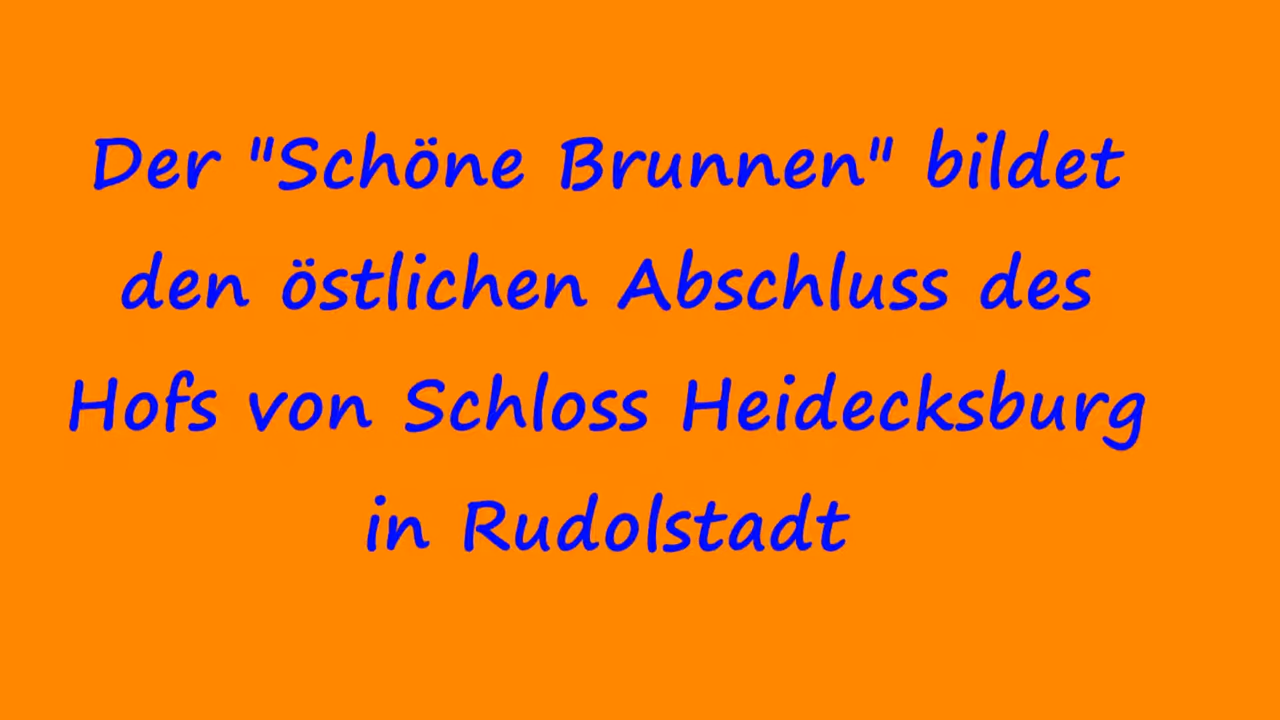 Der "Schöne Brunnen" bildet
den östlichen Abschluss des
Hofs von Schloss Heidecksburg
in Rudolstadt